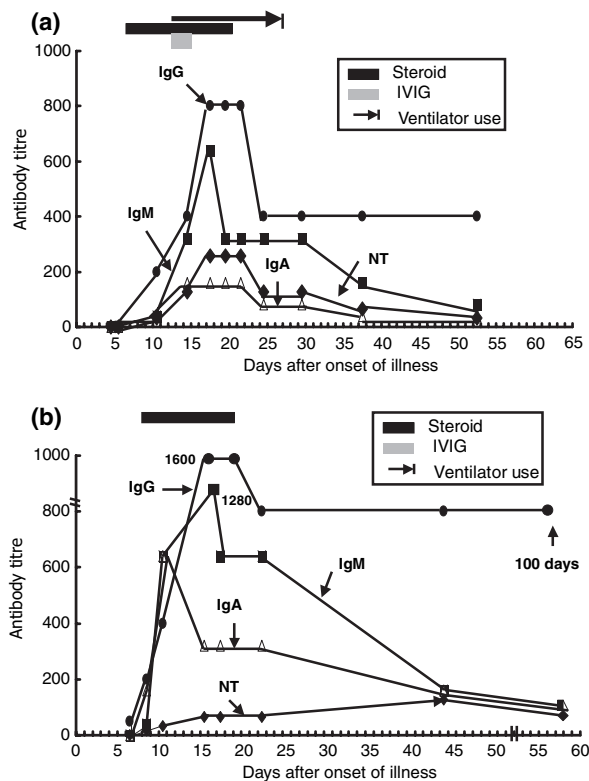 (a)
1000
800
600
400
200
0
Antibody titre
IgG
IgM
IgA
NT
Steroid
IVIG
Ventilator use
0 5 10 15 20 25 30 35 40 45 50 55 60 65
Days after onset of illness
(b)
1000
800
600
400
200
0
Antibody titre
1600
IgG
1280
IgM
IgA
NT
100 days
Steroid
IVIG
Ventilator use
0 5 10 15 20 25 30 35 40 45 50 55 60
Days after onset of illness